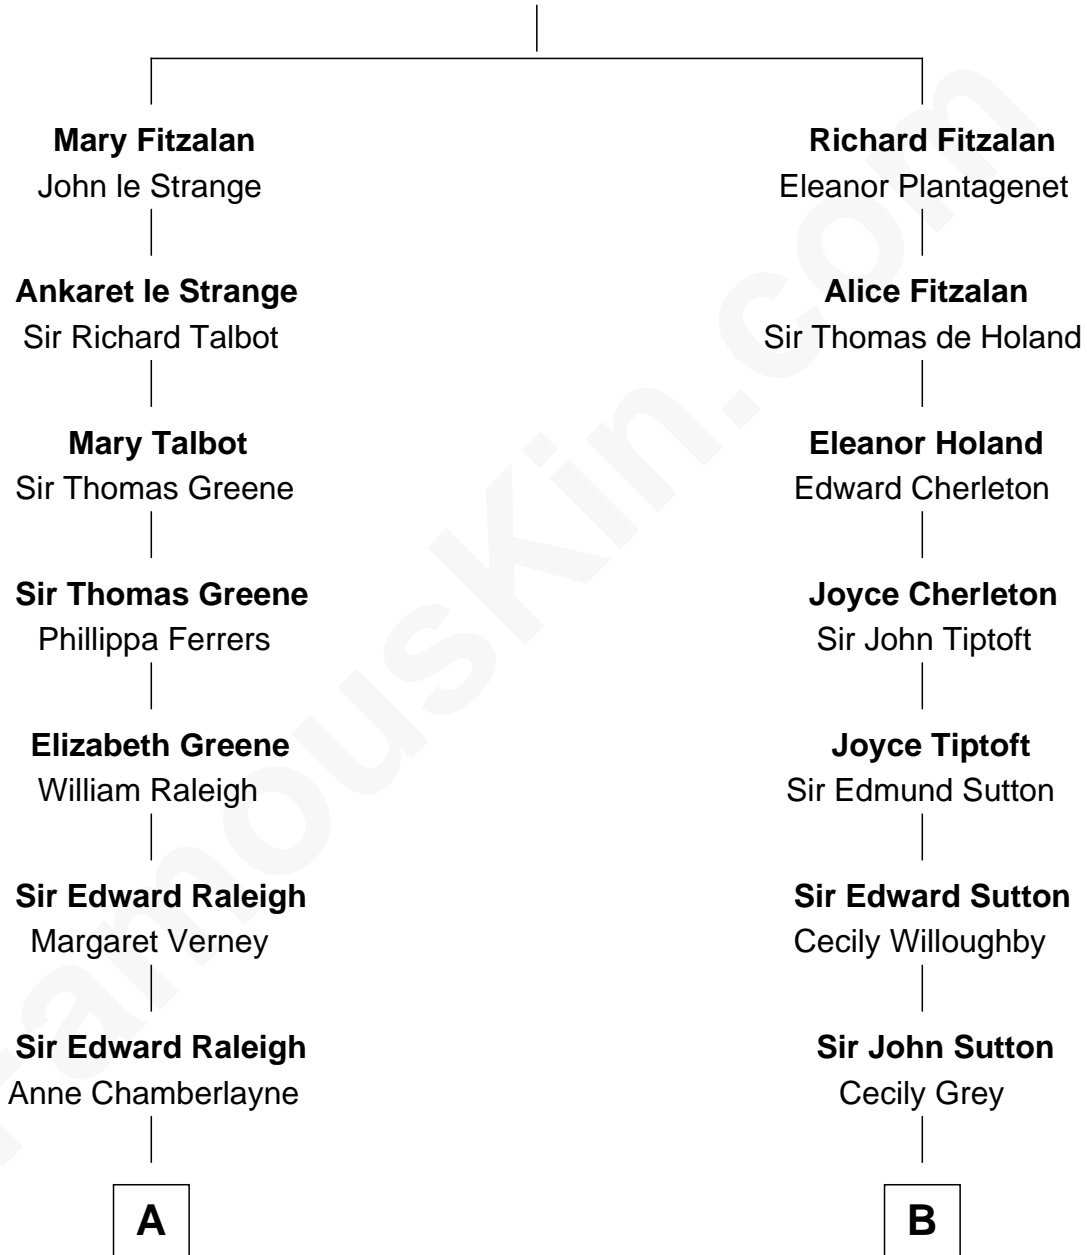 Mary Fitzalan
John le Strange
Ankaret le Strange
Sir Richard Talbot
Mary Talbot
Sir Thomas Greene
Sir Thomas Greene
Phillippa Ferrers
Elizabeth Greene
William Raleigh
Sir Edward Raleigh
Margaret Verney
Sir Edward Raleigh
Anne Chamberlayne
A
Richard Fitzalan
Eleanor Plantagenet
Alice Fitzalan
Sir Thomas de Holand
Eleanor Holand
Edward Cherleton
Joyce Cherleton
Sir John Tiptoft
Joyce Tiptoft
Sir Edmund Sutton
Sir Edward Sutton
Cecily Willoughby
Sir John Sutton
Cecily Grey
B
FamousKin.com